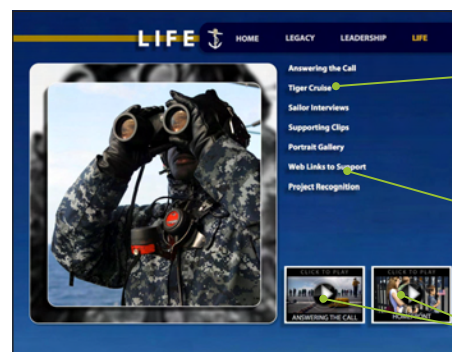 LIFE
HOME LEGACY LEADERSHIP LIFE
Answering the Call
Tiger Cruise
Sailor Interviews
Supporting Clips
Portrait Gallery
Web Links to Support
Project Recognition
CLICK TO PLAY
ANSWERING THE CALL
CLICK TO PLAY